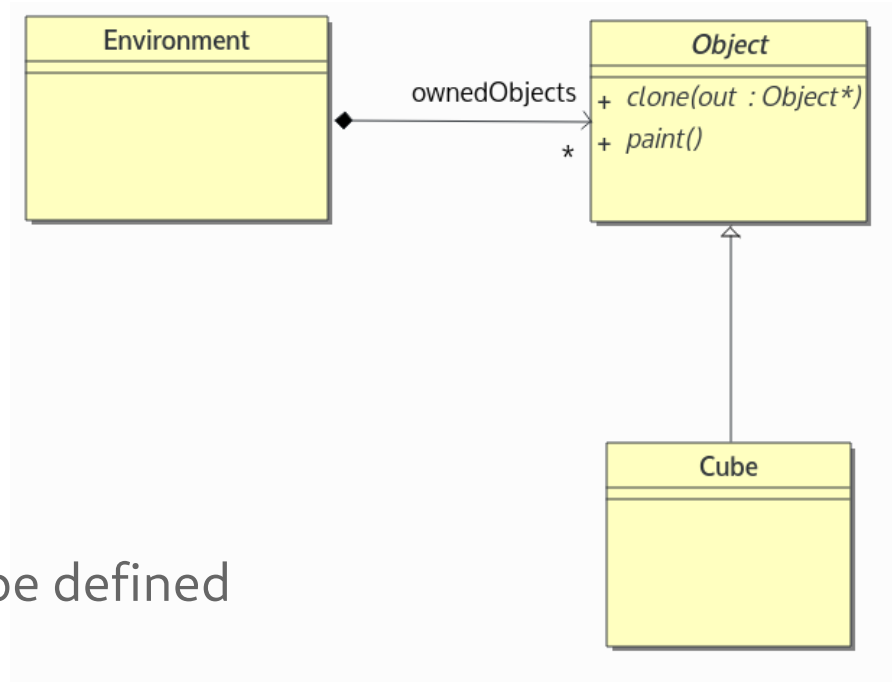 Environment
Object
ownedObjects
*
+ clone(out : Object*)
+ paint()
Cube
be defined